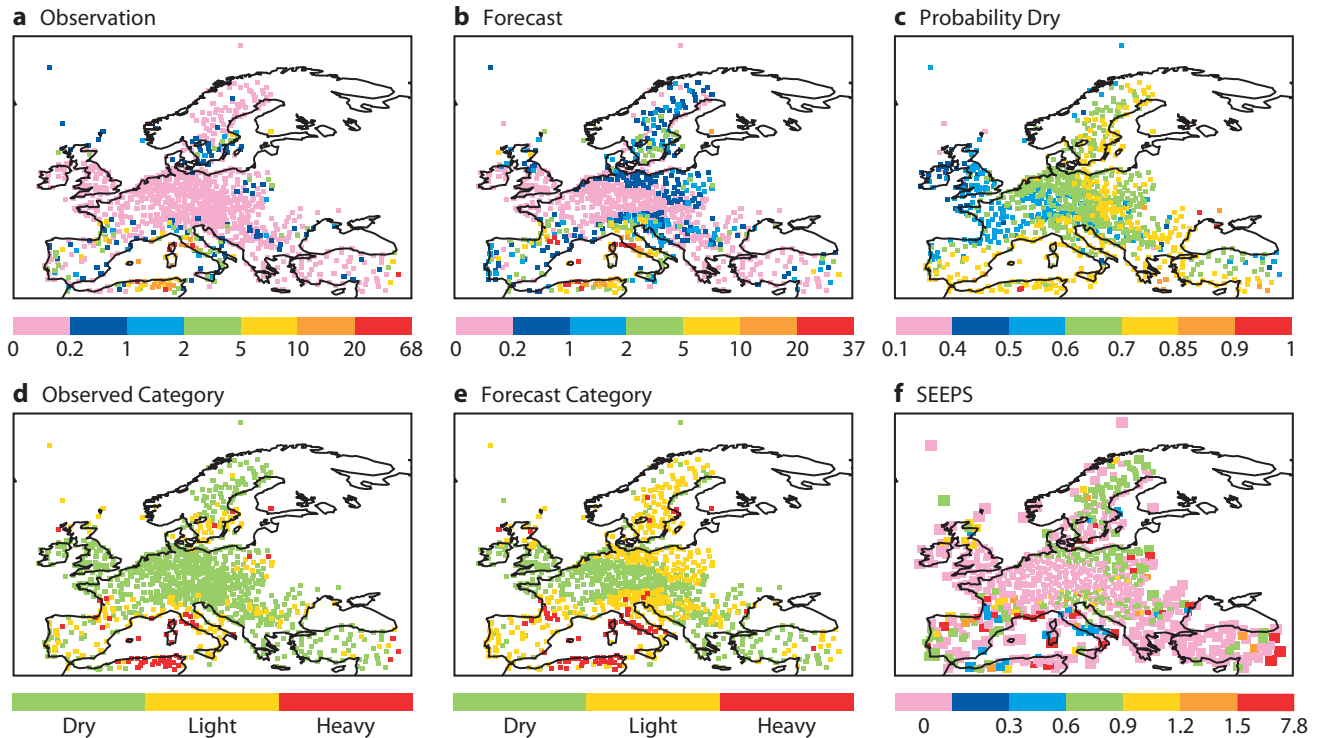 a Observation
b Forecast
c Probability Dry
0 0.2 1 2 5 10 20 68
0 0.2 1 2 5 10 20 37
0.1 0.4 0.5 0.6 0.7 0.85 0.9 1
d Observed Category
e Forecast Category
f SEEPS
Dry Light Heavy
Dry Light Heavy
0 0.3 0.6 0.9 1.2 1.5 7.8